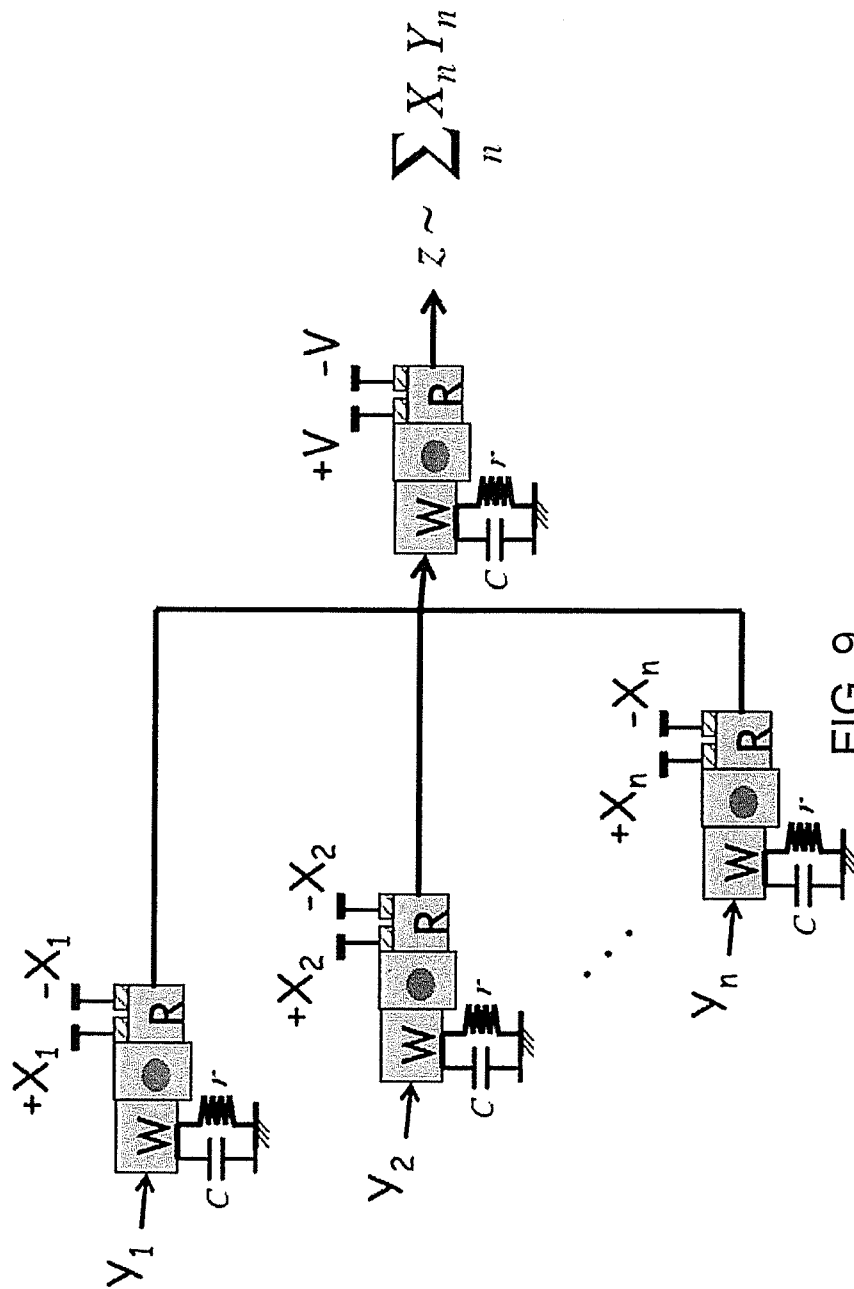 +X₁ -X₁
y₁ W R
C r
+X₂ -X₂
y₂ W R
C r
+V -V
W R z ~ ∑ XₙYₙ
n
C r
. . .
+Xₙ -Xₙ
yₙ W R
C r
FIG 9